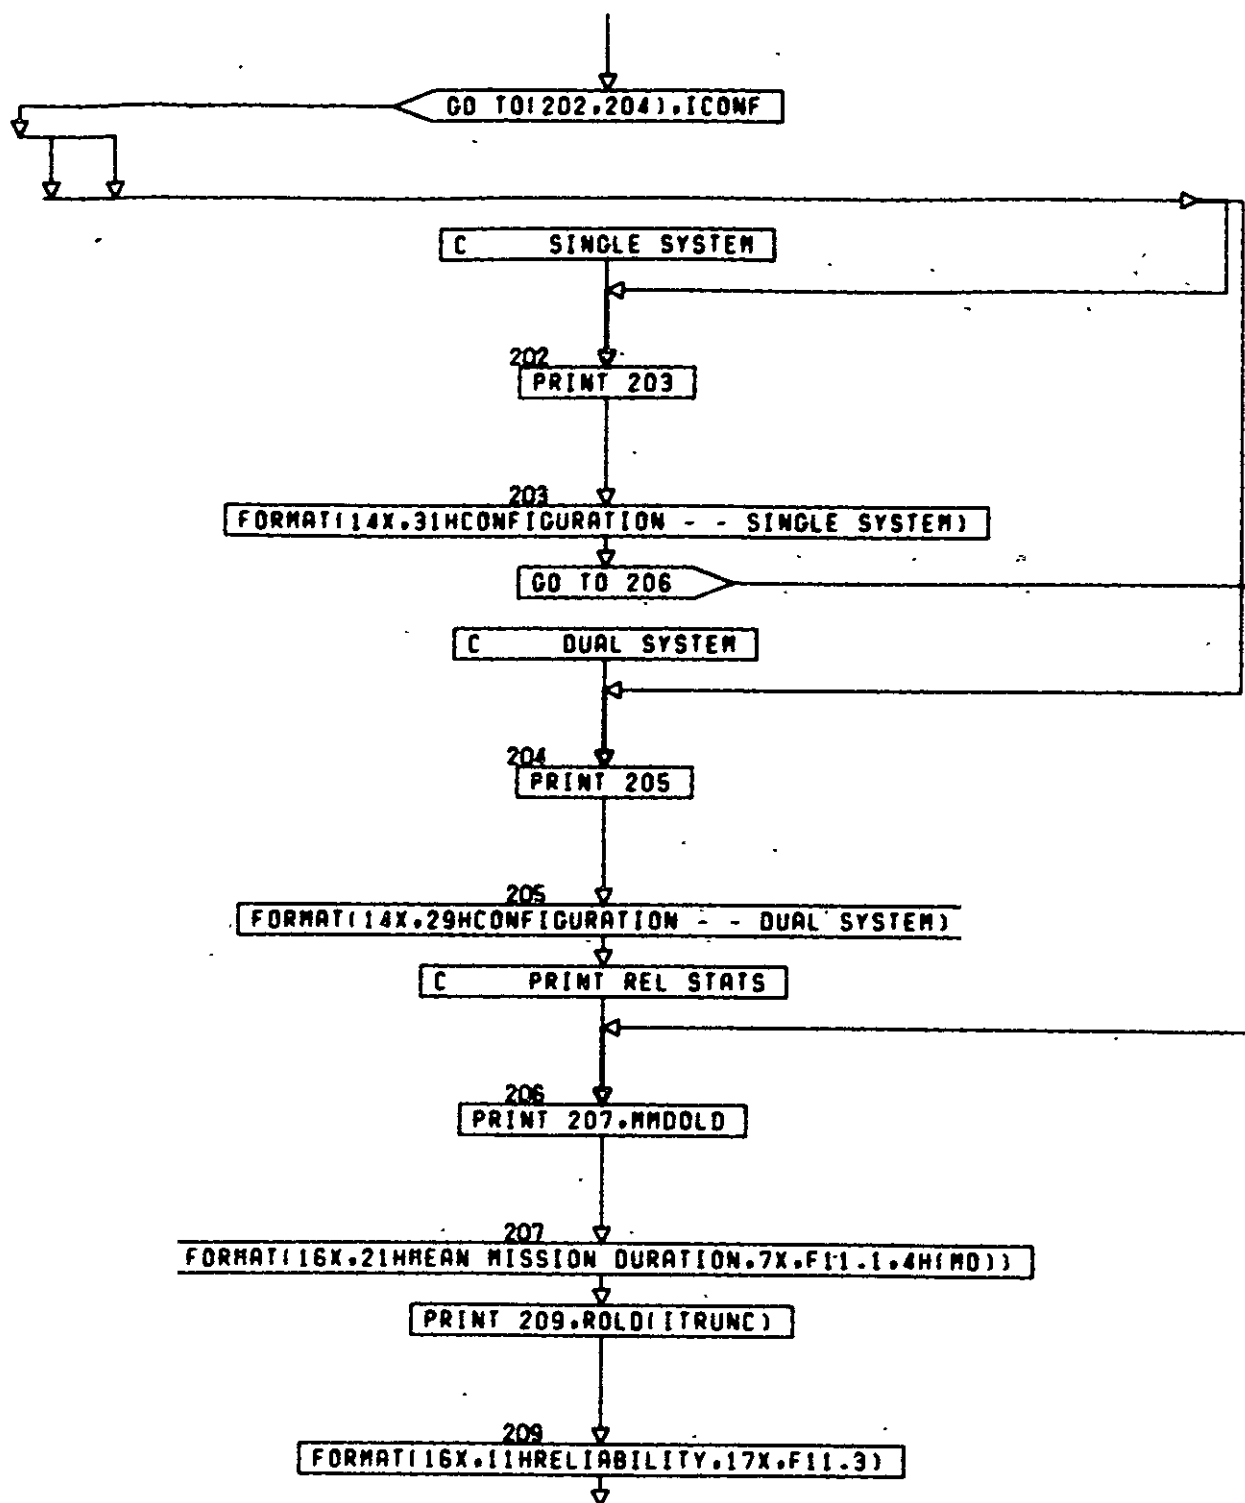 GO TO(202,204),ICONF
C SINGLE SYSTEM
202
PRINT 203
203
FORMAT(14X,31HCONFIGURATION - - SINGLE SYSTEM)
GO TO 206
C DUAL SYSTEM
204
PRINT 205
205
FORMAT(14X,29HCONFIGURATION - - DUAL SYSTEM)
C PRINT REL STATS
206
PRINT 207,MMDOLD
207
FORMAT(16X,21HMEAN MISSION DURATION,7X,F11.1,4H(MO))
PRINT 209,ROLD(ITRUNC)
209
FORMAT(16X,11HRELIABILITY,17X,F11.3)